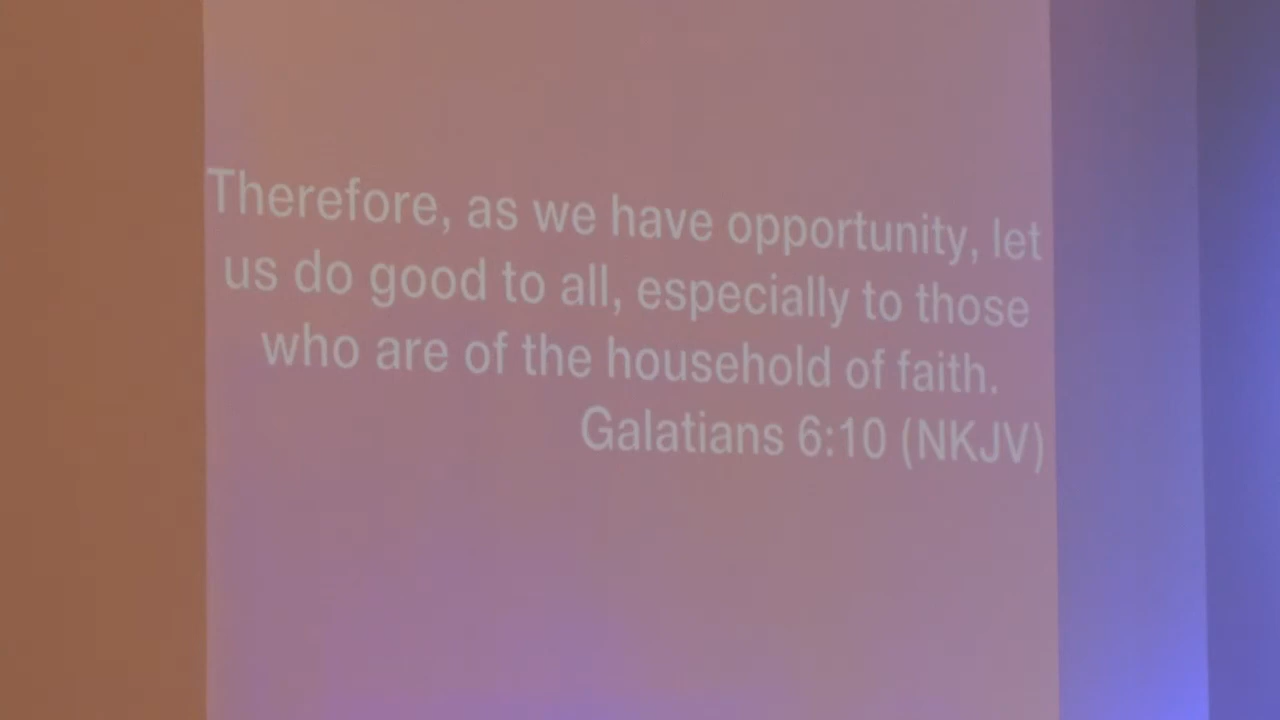 Therefore, as we have opportunity, let
us do good to all, especially to those
who are of the household of faith.
Galatians 6:10 (NKJV)